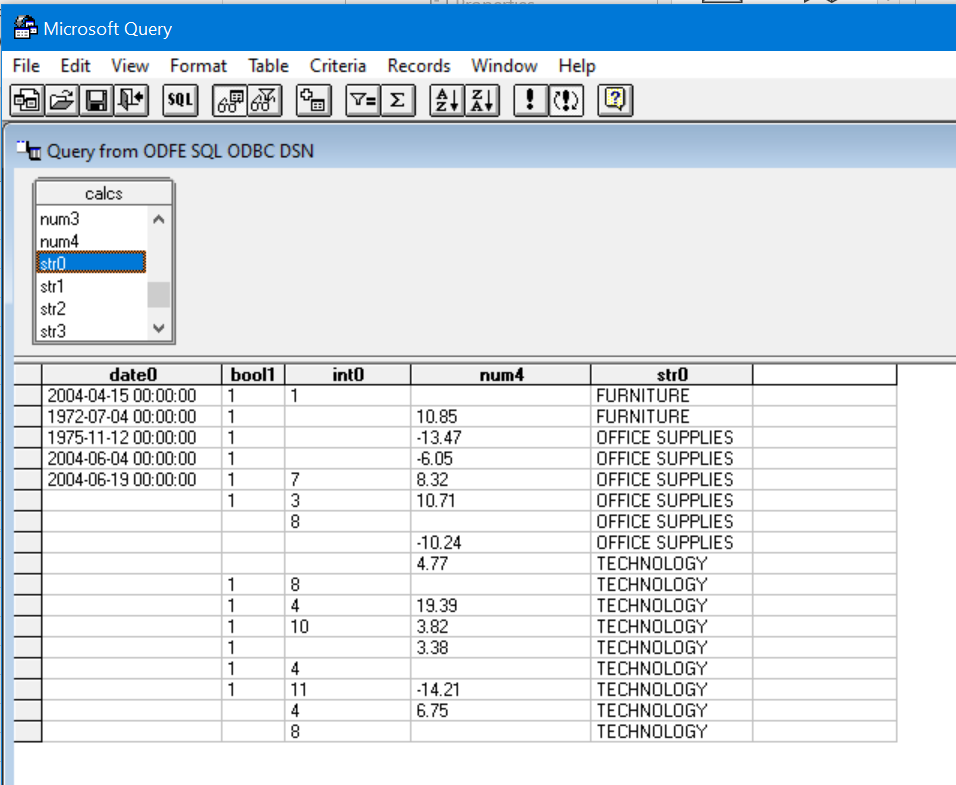 Properties
Microsoft Query
File Edit View Format Table Criteria Records Window Help
SQL
Query from ODFE SQL ODBC DSN
calcs
num3
num4
str0
str1
str2
str3
date0 bool1 int0 num4 str0
2004-04-15 00:00:00 1 1 FURNITURE
1972-07-04 00:00:00 1 10.85 FURNITURE
1975-11-12 00:00:00 1 -13.47 OFFICE SUPPLIES
2004-06-04 00:00:00 1 -6.05 OFFICE SUPPLIES
2004-06-19 00:00:00 1 7 8.32 OFFICE SUPPLIES
1 3 10.71 OFFICE SUPPLIES
8 OFFICE SUPPLIES
-10.24 OFFICE SUPPLIES
4.77 TECHNOLOGY
1 8 TECHNOLOGY
1 4 19.39 TECHNOLOGY
1 10 3.82 TECHNOLOGY
1 3.38 TECHNOLOGY
1 4 TECHNOLOGY
1 11 -14.21 TECHNOLOGY
4 6.75 TECHNOLOGY
8 TECHNOLOGY